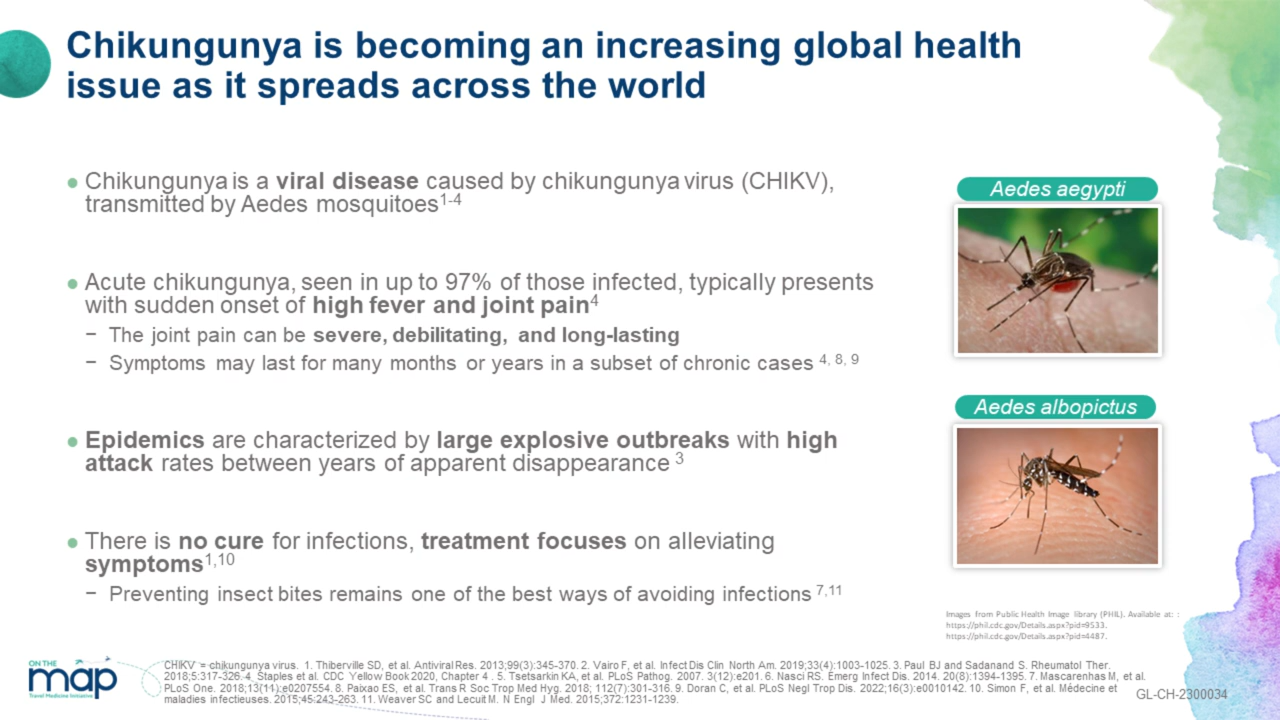 Chikungunya is becoming an increasing global health
issue as it spreads across the world
● Chikungunya is a viral disease caused by chikungunya virus (CHIKV),
transmitted by Aedes mosquitoes1-4
● Acute chikungunya, seen in up to 97% of those infected, typically presents
with sudden onset of high fever and joint pain4
− The joint pain can be severe, debilitating, and long-lasting
− Symptoms may last for many months or years in a subset of chronic cases 4, 8, 9
● Epidemics are characterized by large explosive outbreaks with high
attack rates between years of apparent disappearance 3
● There is no cure for infections, treatment focuses on alleviating
symptoms1,10
− Preventing insect bites remains one of the best ways of avoiding infections 7,11
Aedes aegypti
Aedes albopictus
Images from Public Health Image library (PHIL). Available at: :
https://phil.cdc.gov/Details.aspx?pid=9533.
https://phil.cdc.gov/Details.aspx?pid=4487.
ON THE
map
Travel Medicine Initiative
CHIKV = chikungunya virus. 1. Thiberville SD, et al. Antiviral Res. 2013;99(3):345-370. 2. Vairo F, et al. Infect Dis Clin North Am. 2019;33(4):1003-1025. 3. Paul BJ and Sadanand S. Rheumatol Ther.
2018;5:317-326. 4. Staples et al. CDC Yellow Book 2020, Chapter 4 . 5. Tsetsarkin KA, et al. PLoS Pathog. 2007. 3(12):e201. 6. Nasci RS. Emerg Infect Dis. 2014. 20(8):1394-1395. 7. Mascarenhas M, et al.
PLoS One. 2018;13(11):e0207554. 8. Paixao ES, et al. Trans R Soc Trop Med Hyg. 2018; 112(7):301-316. 9. Doran C, et al. PLoS Negl Trop Dis. 2022;16(3):e0010142. 10. Simon F, et al. Médecine et
maladies infectieuses. 2015;45:243-263. 11. Weaver SC and Lecuit M. N Engl J Med. 2015;372:1231-1239.
GL-CH-2300034